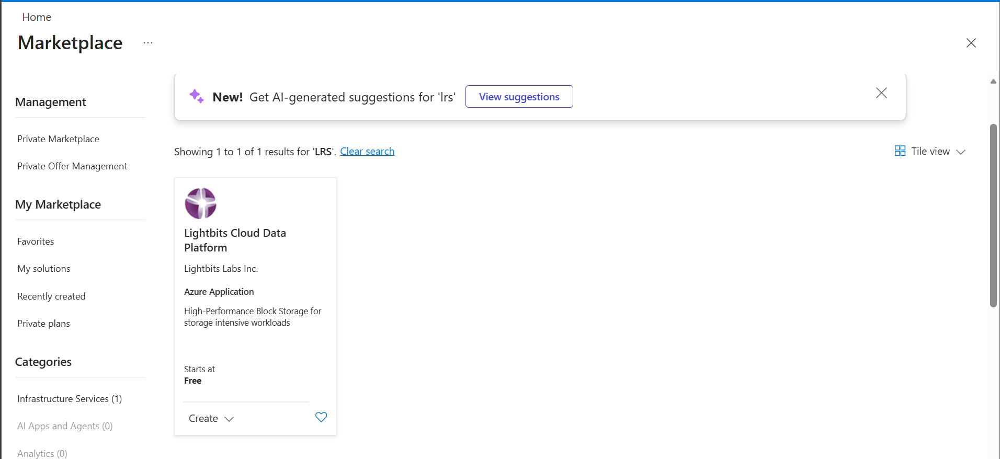 Home
Marketplace ...
Management
Private Marketplace
Private Offer Management
My Marketplace
Favorites
My solutions
Recently created
Private plans
Categories
Infrastructure Services (1)
AI Apps and Agents (0)
Analytics (0)
New! Get AI-generated suggestions for 'lrs' View suggestions
Showing 1 to 1 of 1 results for 'LRS'. Clear search
Tile view
Lightbits Cloud Data
Platform
Lightbits Labs Inc.
Azure Application
High-Performance Block Storage for
storage intensive workloads
Starts at
Free
Create